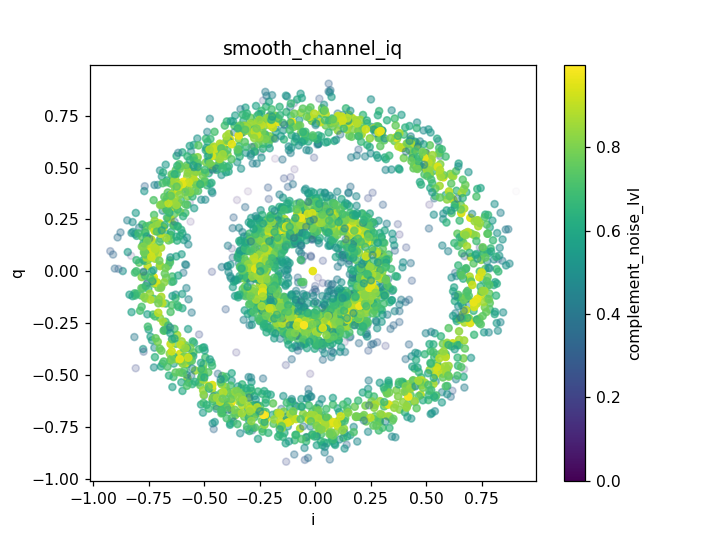 smooth_channel_iq
0.75
0.50
0.25
0.00
−0.25
−0.50
−0.75
−1.00
q
−1.00 −0.75 −0.50 −0.25 0.00 0.25 0.50 0.75
i
0.8
0.6
0.4
0.2
0.0
complement_noise_lvl